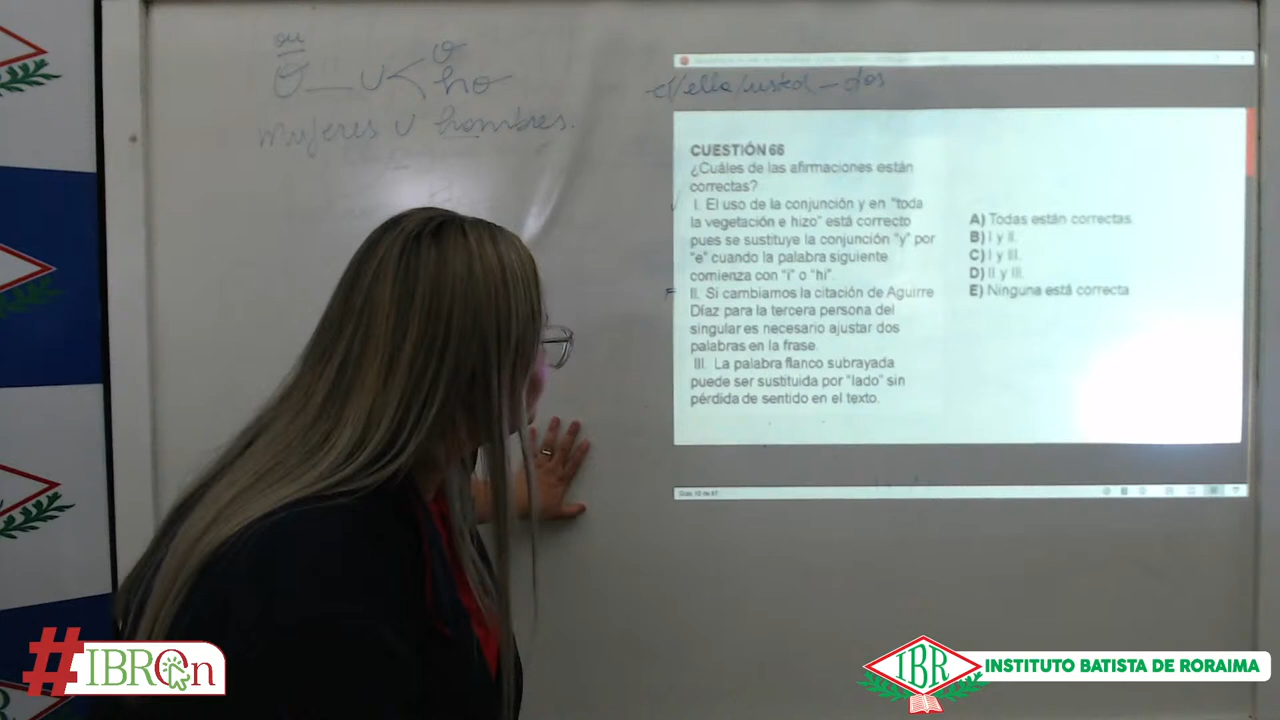 ou
o u < o
ho
mujeres u hombres.
el/ella/usted - dos
CUESTIÓN 66
¿Cuáles de las afirmaciones están
correctas?
I. El uso de la conjunción y en "toda
la vegetación e hizo" está correcto
pues se sustituye la conjunción "y" por
"e" cuando la palabra siguiente
comienza con "i" o "hi".
II. Si cambiamos la citación de Aguirre
Díaz para la tercera persona del
singular es necesario ajustar dos
palabras en la frase.
III. La palabra flanco subrayada
puede ser sustituida por "lado" sin
pérdida de sentido en el texto.
A) Todas están correctas.
B) I y II.
C) I y III.
D) II y III.
E) Ninguna está correcta
#IBROn
IBR INSTITUTO BATISTA DE RORAIMA